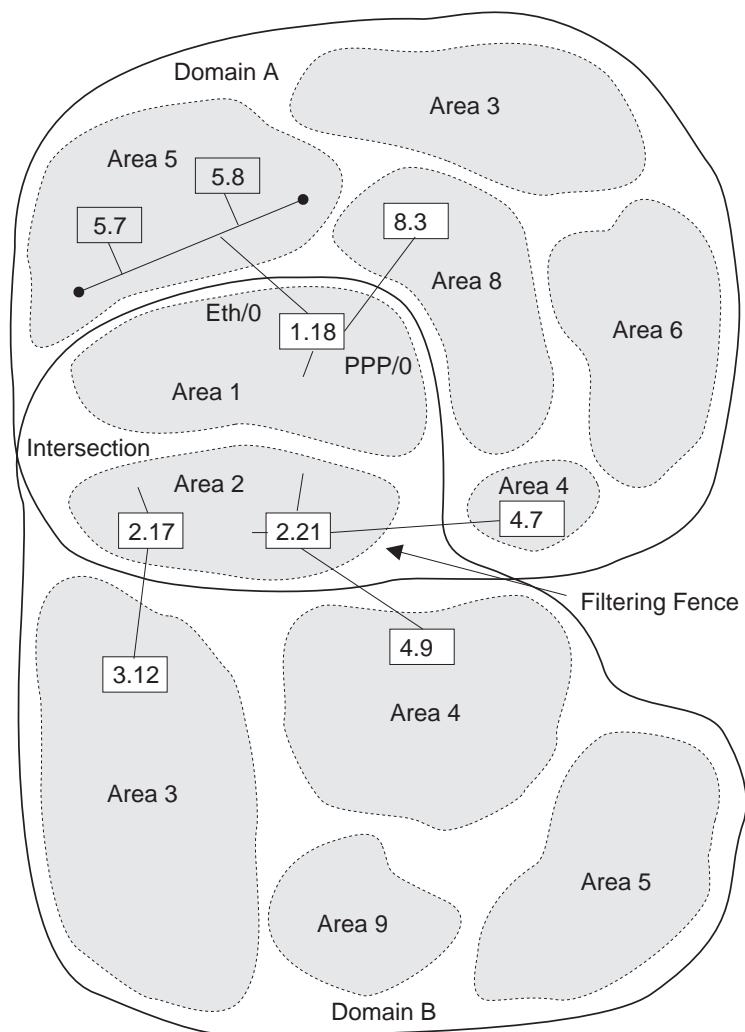 Domain A
Area 3
Area 5
5.8
5.7
8.3
Area 8
Area 6
Eth/0
1.18
PPP/0
Area 1
Intersection
Area 2
Area 4
2.17
2.21
4.7
Filtering Fence
4.9
3.12
Area 4
Area 3
Area 5
Area 9
Domain B